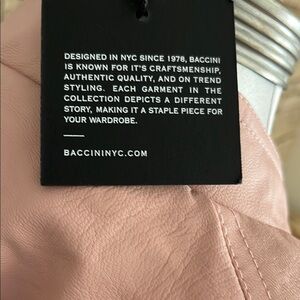 DESIGNED IN NYC SINCE 1978, BACCINI
IS KNOWN FOR IT'S CRAFTSMENSHIP,
AUTHENTIC QUALITY, AND ON TREND
STYLING. EACH GARMENT IN THE
COLLECTION DEPICTS A DIFFERENT
STORY, MAKING IT A STAPLE PIECE FOR
YOUR WARDROBE.
BACCININYC.COM